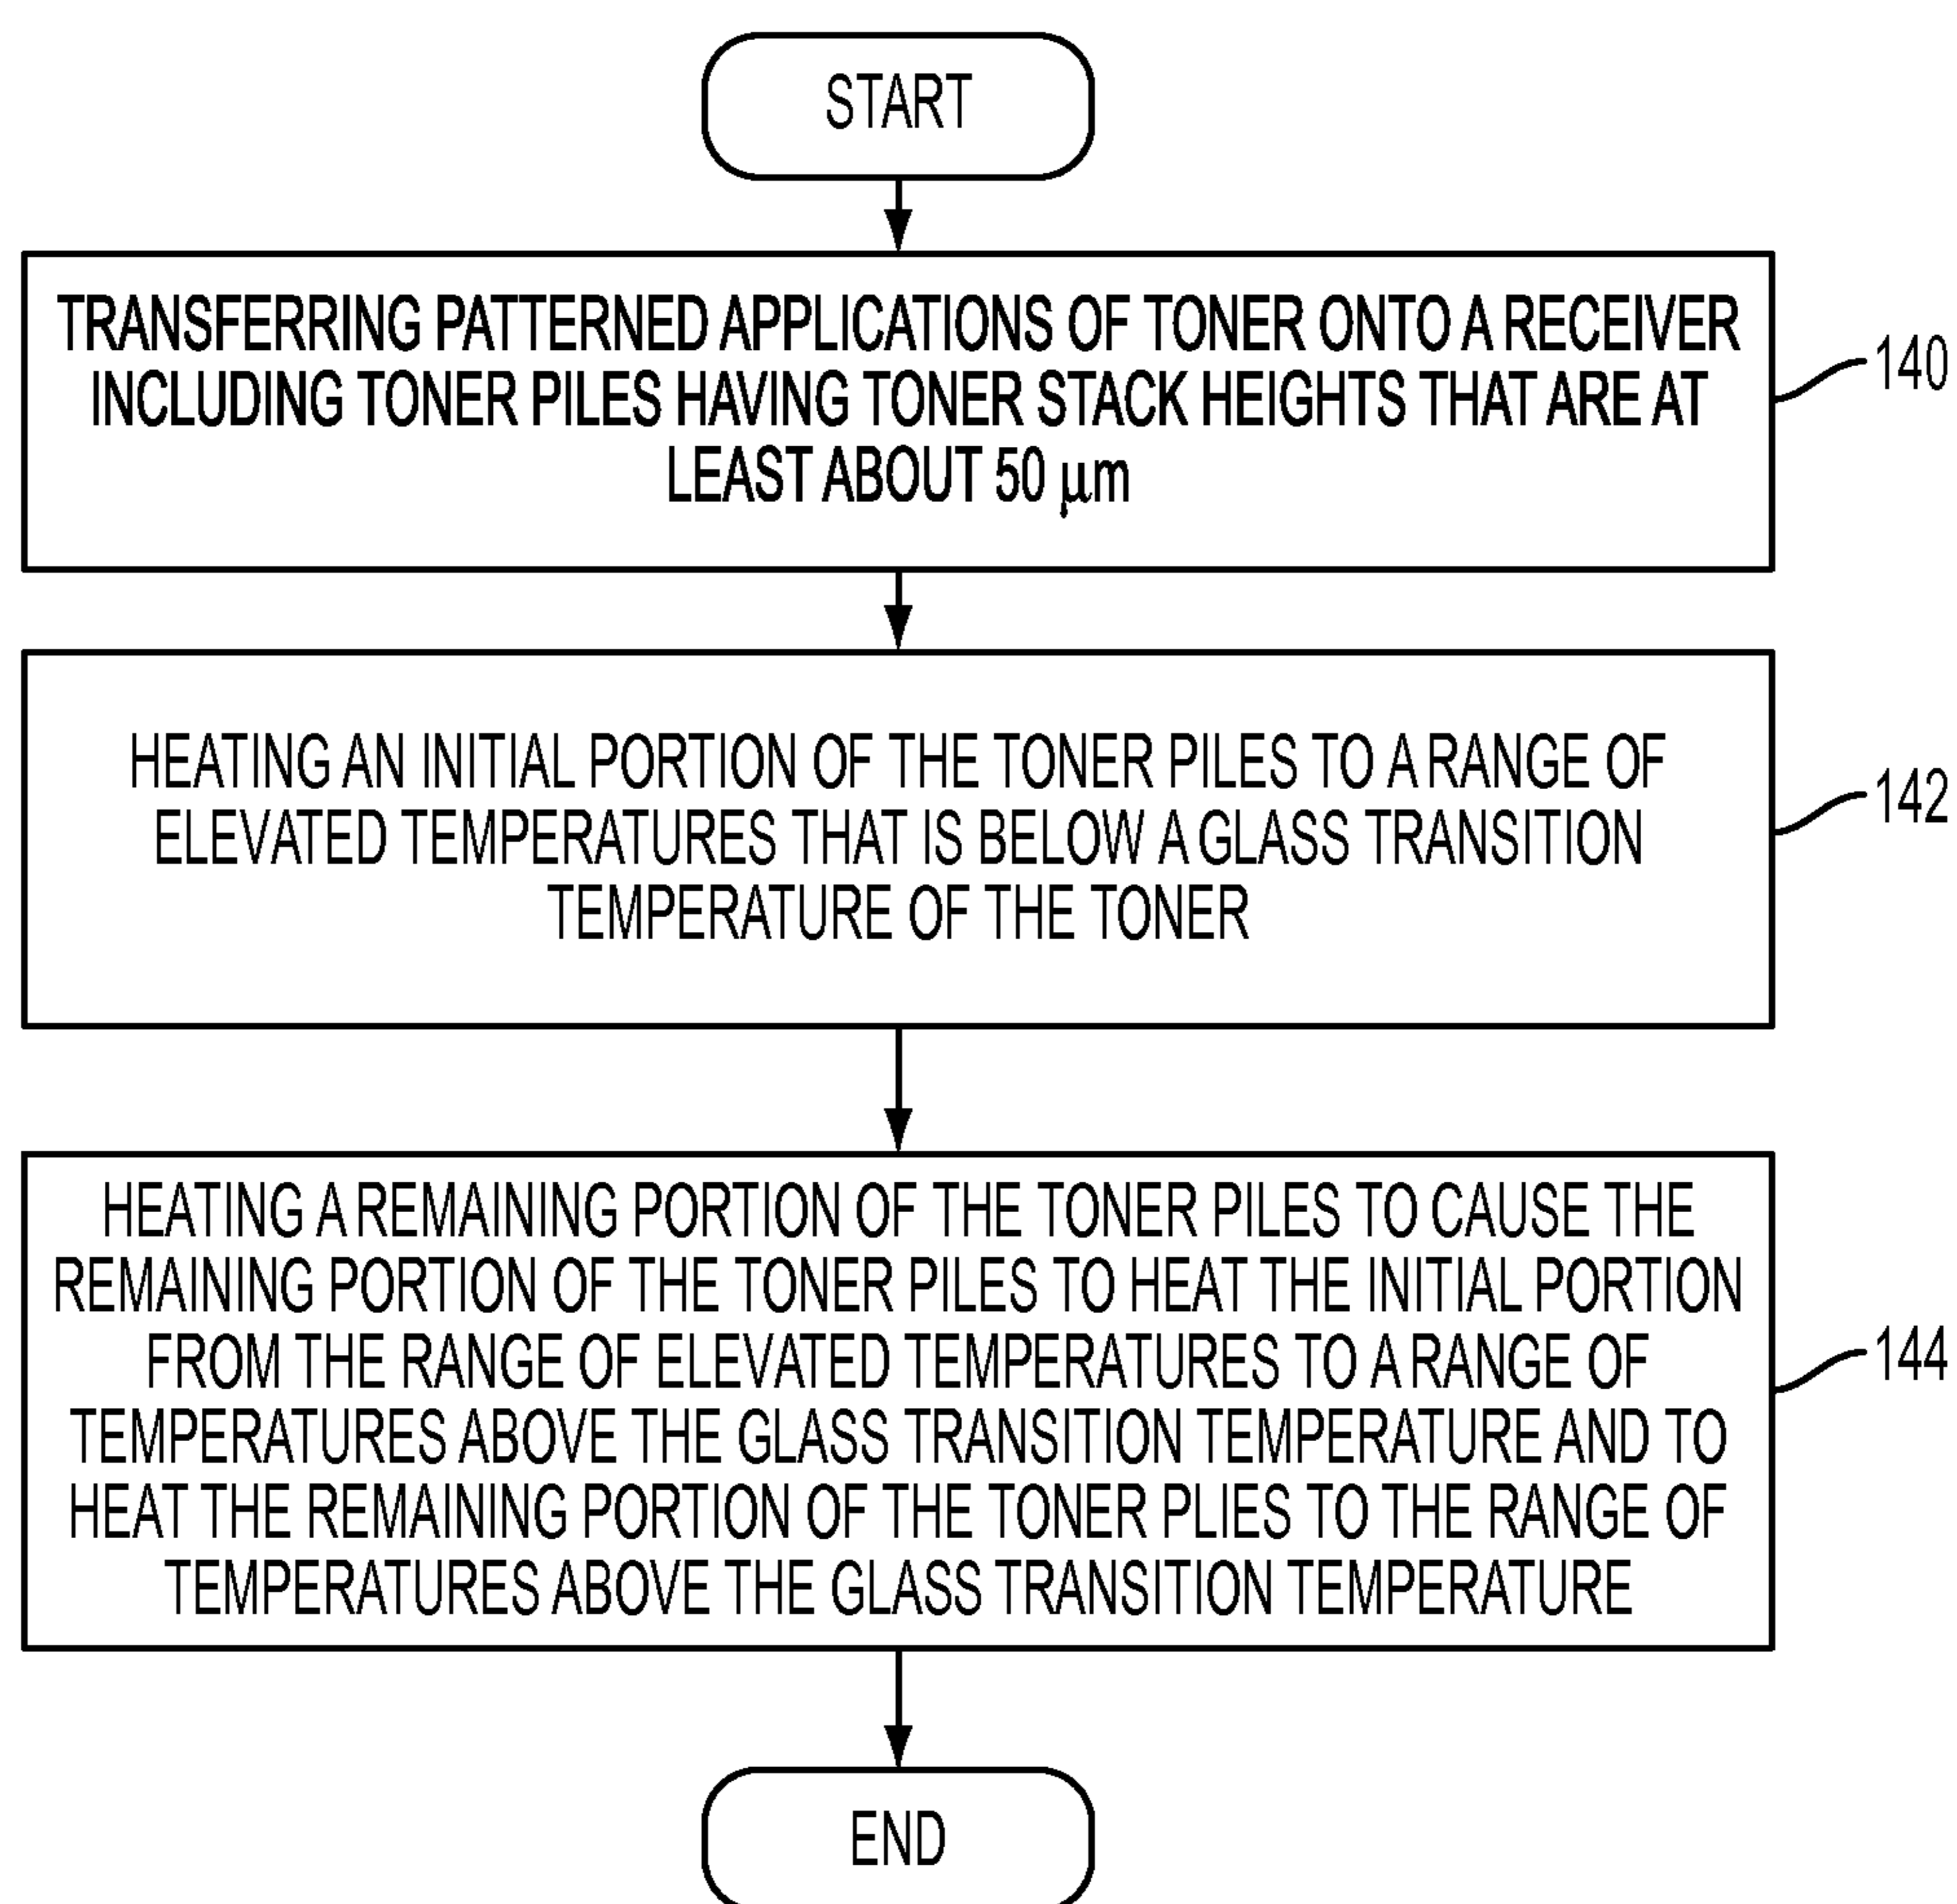 START
TRANSFERRING PATTERNED APPLICATIONS OF TONER ONTO A RECEIVER
INCLUDING TONER PILES HAVING TONER STACK HEIGHTS THAT ARE AT
LEAST ABOUT 50 µm
140
HEATING AN INITIAL PORTION OF THE TONER PILES TO A RANGE OF
ELEVATED TEMPERATURES THAT IS BELOW A GLASS TRANSITION
TEMPERATURE OF THE TONER
142
HEATING A REMAINING PORTION OF THE TONER PILES TO CAUSE THE
REMAINING PORTION OF THE TONER PILES TO HEAT THE INITIAL PORTION
FROM THE RANGE OF ELEVATED TEMPERATURES TO A RANGE OF
TEMPERATURES ABOVE THE GLASS TRANSITION TEMPERATURE AND TO
HEAT THE REMAINING PORTION OF THE TONER PLIES TO THE RANGE OF
TEMPERATURES ABOVE THE GLASS TRANSITION TEMPERATURE
144
END